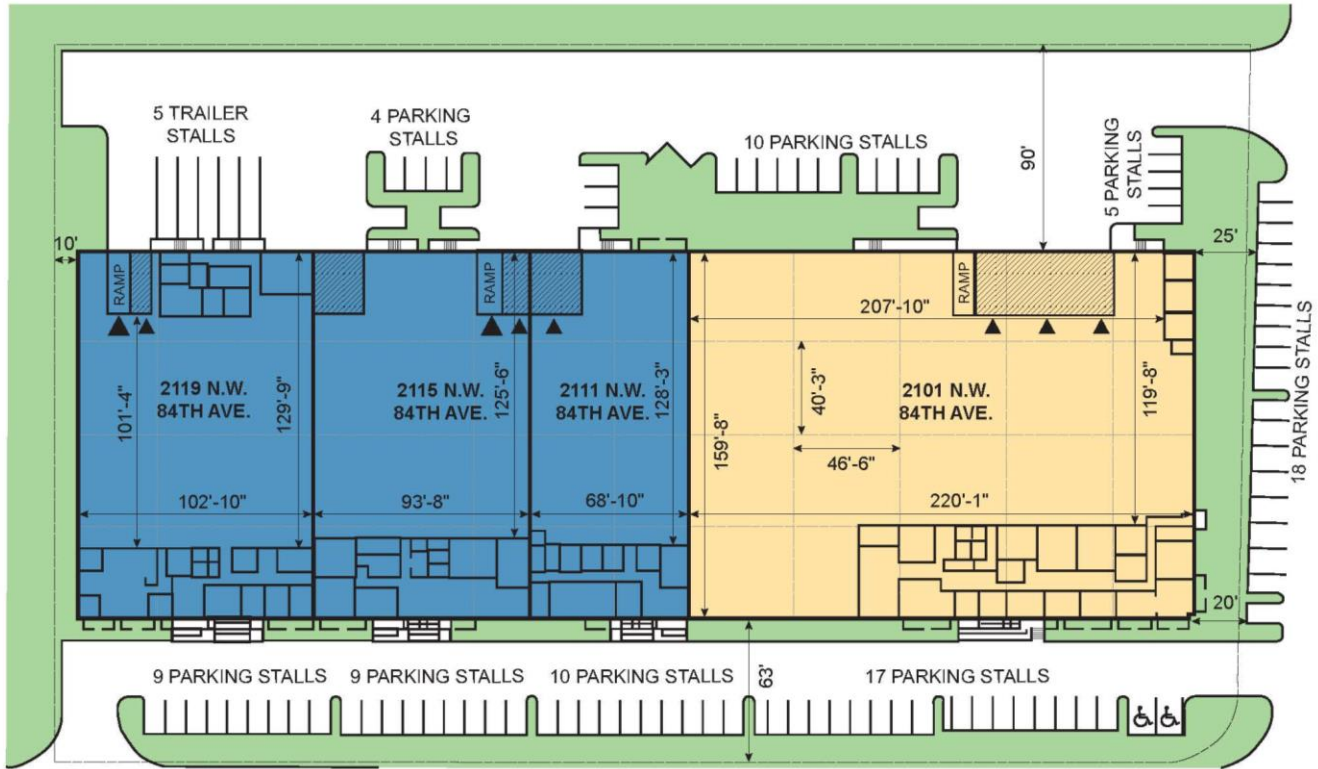 5 TRAILER
STALLS
4 PARKING
STALLS
10 PARKING STALLS
90'
5 PARKING
STALLS
10'
25'
RAMP
RAMP
RAMP
207'-10"
2119 N.W.
84TH AVE.
2115 N.W.
84TH AVE.
2111 N.W.
84TH AVE.
2101 N.W.
84TH AVE.
101'-4"
129'-9"
125'-6"
128'-3"
159'-8"
40'-3"
119'-8"
46'-6"
18 PARKING STALLS
102'-10"
93'-8"
68'-10"
220'-1"
20'
63'
9 PARKING STALLS
9 PARKING STALLS
10 PARKING STALLS
17 PARKING STALLS